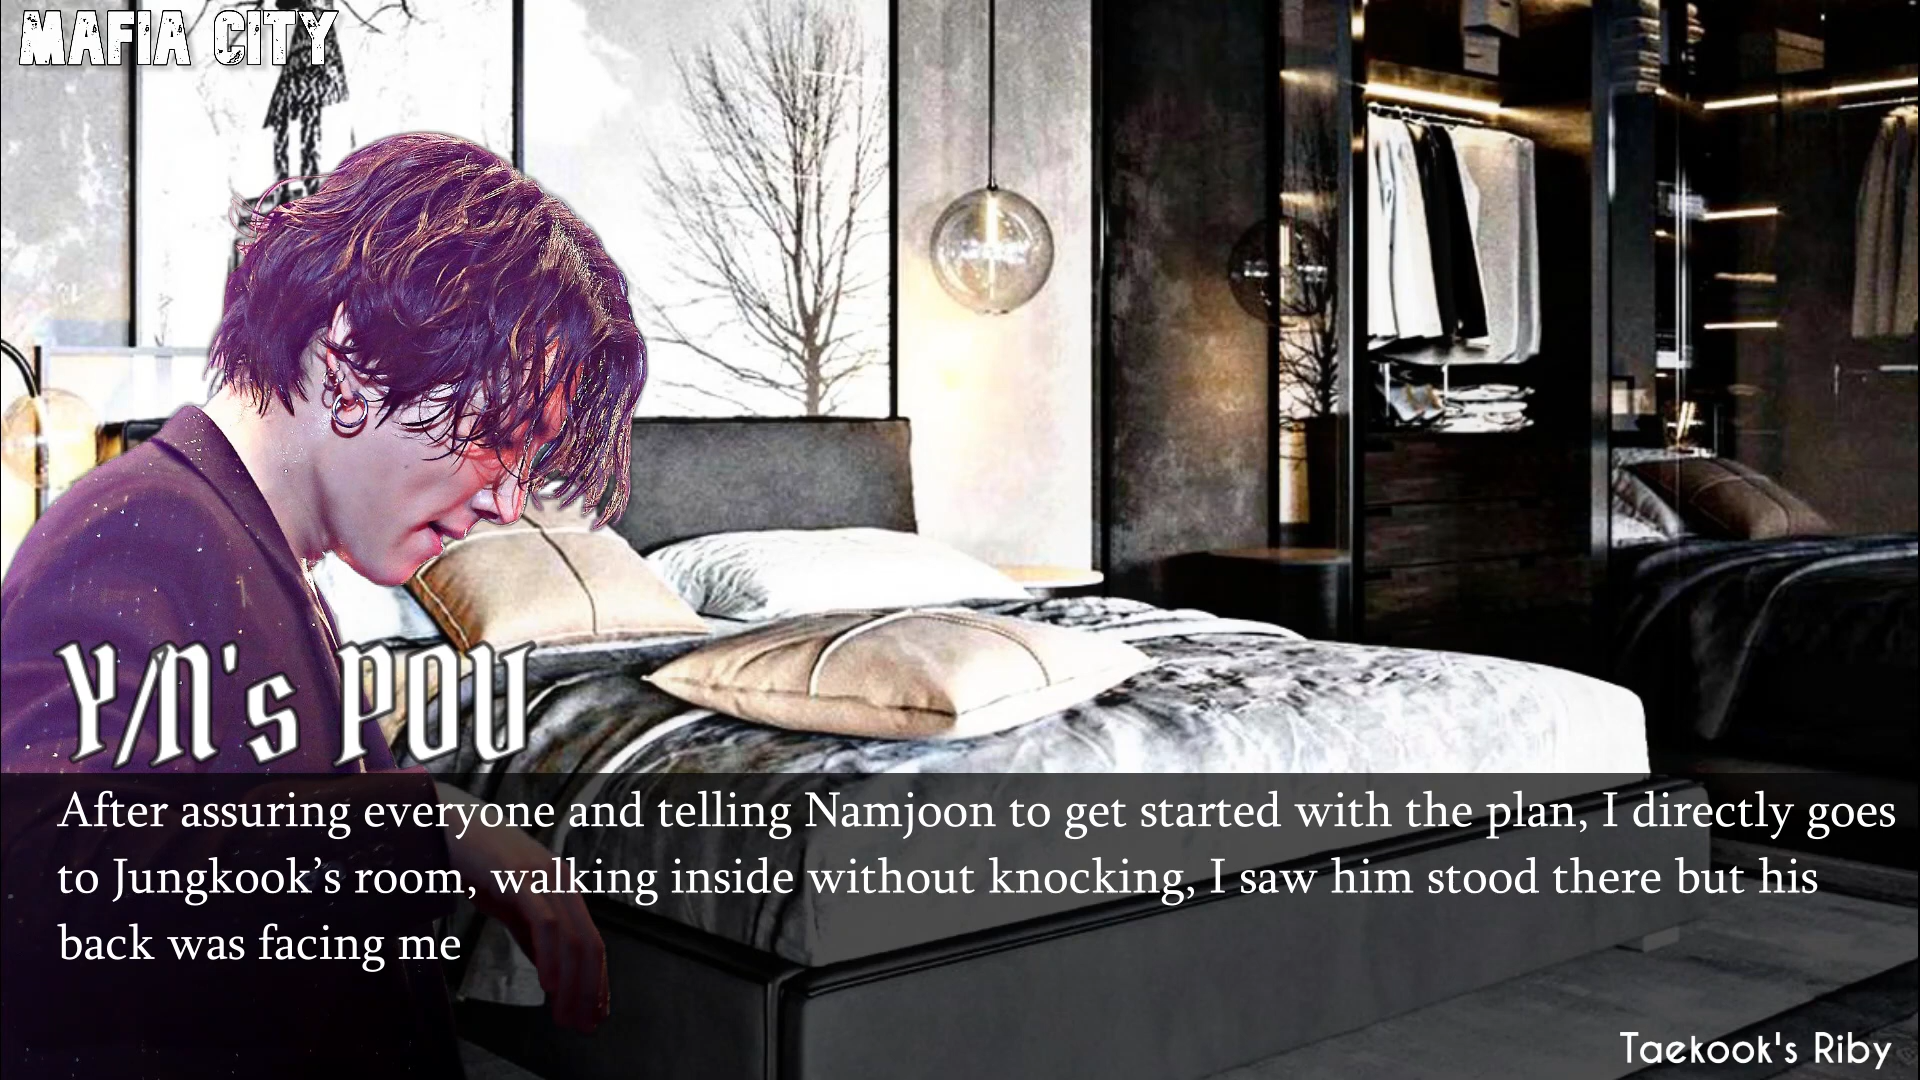 MAFIA CITY
Y/N's POV
After assuring everyone and telling Namjoon to get started with the plan, I directly goes
to Jungkook’s room, walking inside without knocking, I saw him stood there but his
back was facing me
Taekook's Riby